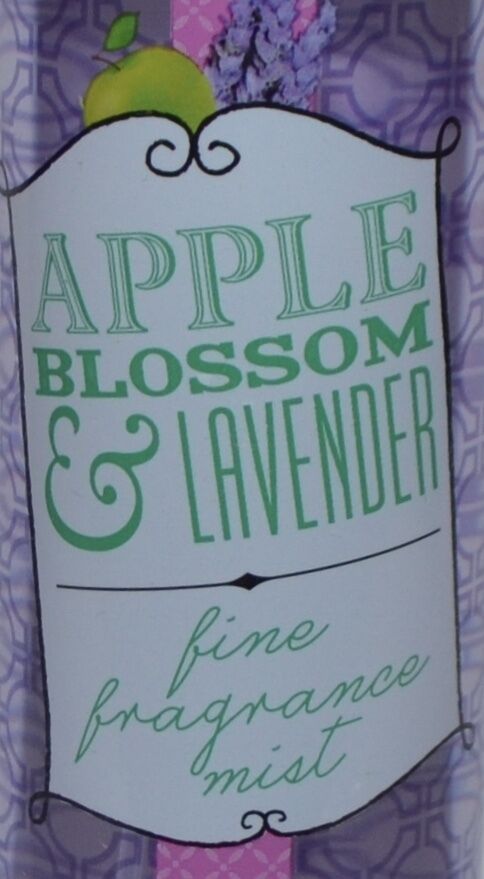 APPLE
BLOSSOM
& LAVENDER
fine
fragrance
mist